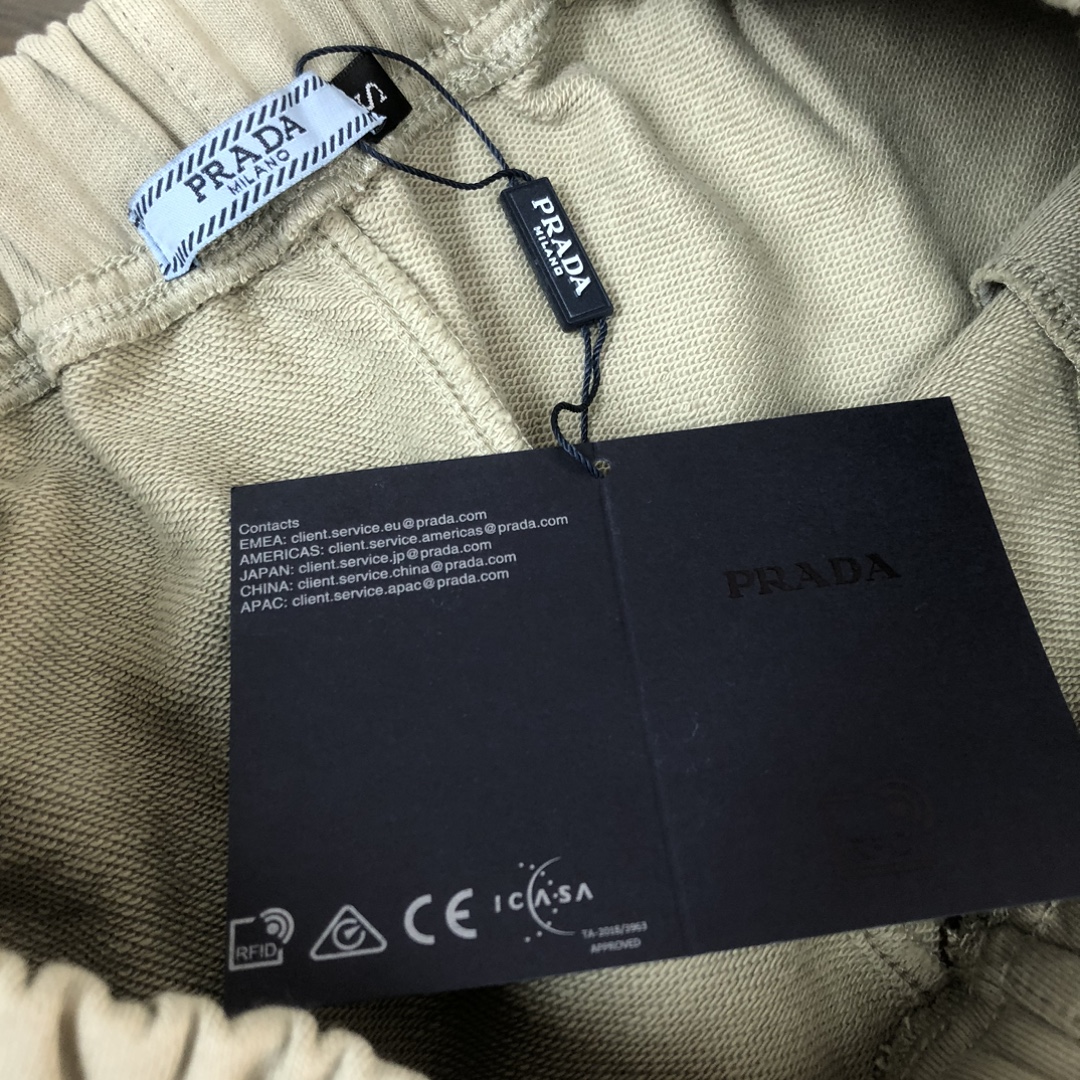 PRADA
MILANO
S
PRADA
MILANO
Contacts
EMEA: client.service.eu@prada.com
AMERICAS: client.service.americas@prada.com
JAPAN: client.service.jp@prada.com
CHINA: client.service.china@prada.com
APAC: client.service.apac@prada.com
PRADA
RFID
CE
ICASA
TA-2018/3963
APPROVED